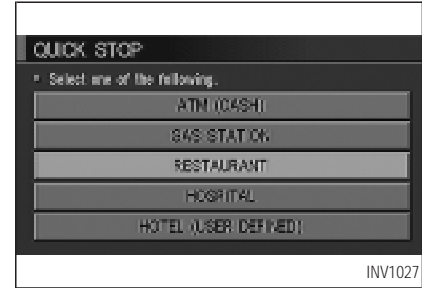 QUICK STOP
Select one of the following.
ATM (CASH)
GAS STATION
RESTAURANT
HOSPITAL
HOTEL (USER DEFINED)
INV1027